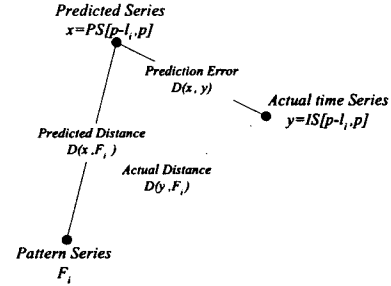 Predicted Series
x=PS[p-l_i,p]
Prediction Error
D(x, y)
Actual time Series
y=IS[p-l_i,p]
Predicted Distance
D(x,F_i)
Actual Distance
D(y,F_i)
Pattern Series
F_i